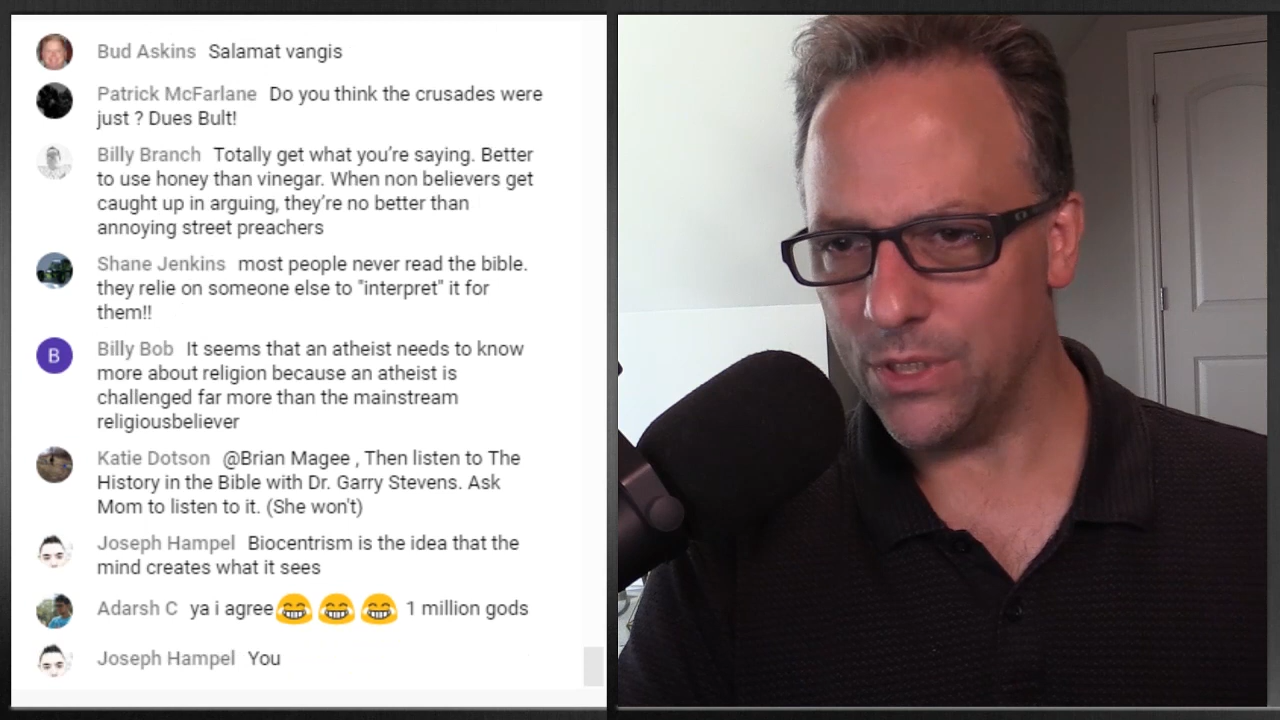 Bud Askins Salamat vangis
Patrick McFarlane Do you think the crusades were
just ? Dues Bult!
Billy Branch Totally get what you’re saying. Better
to use honey than vinegar. When non believers get
caught up in arguing, they’re no better than
annoying street preachers
Shane Jenkins most people never read the bible.
they relie on someone else to "interpret" it for
them!!
B
Billy Bob It seems that an atheist needs to know
more about religion because an atheist is
challenged far more than the mainstream
religiousbeliever
Katie Dotson @Brian Magee , Then listen to The
History in the Bible with Dr. Garry Stevens. Ask
Mom to listen to it. (She won't)
Joseph Hampel Biocentrism is the idea that the
mind creates what it sees
Adarsh C ya i agree😂 😂 😂 1 million gods
Joseph Hampel You